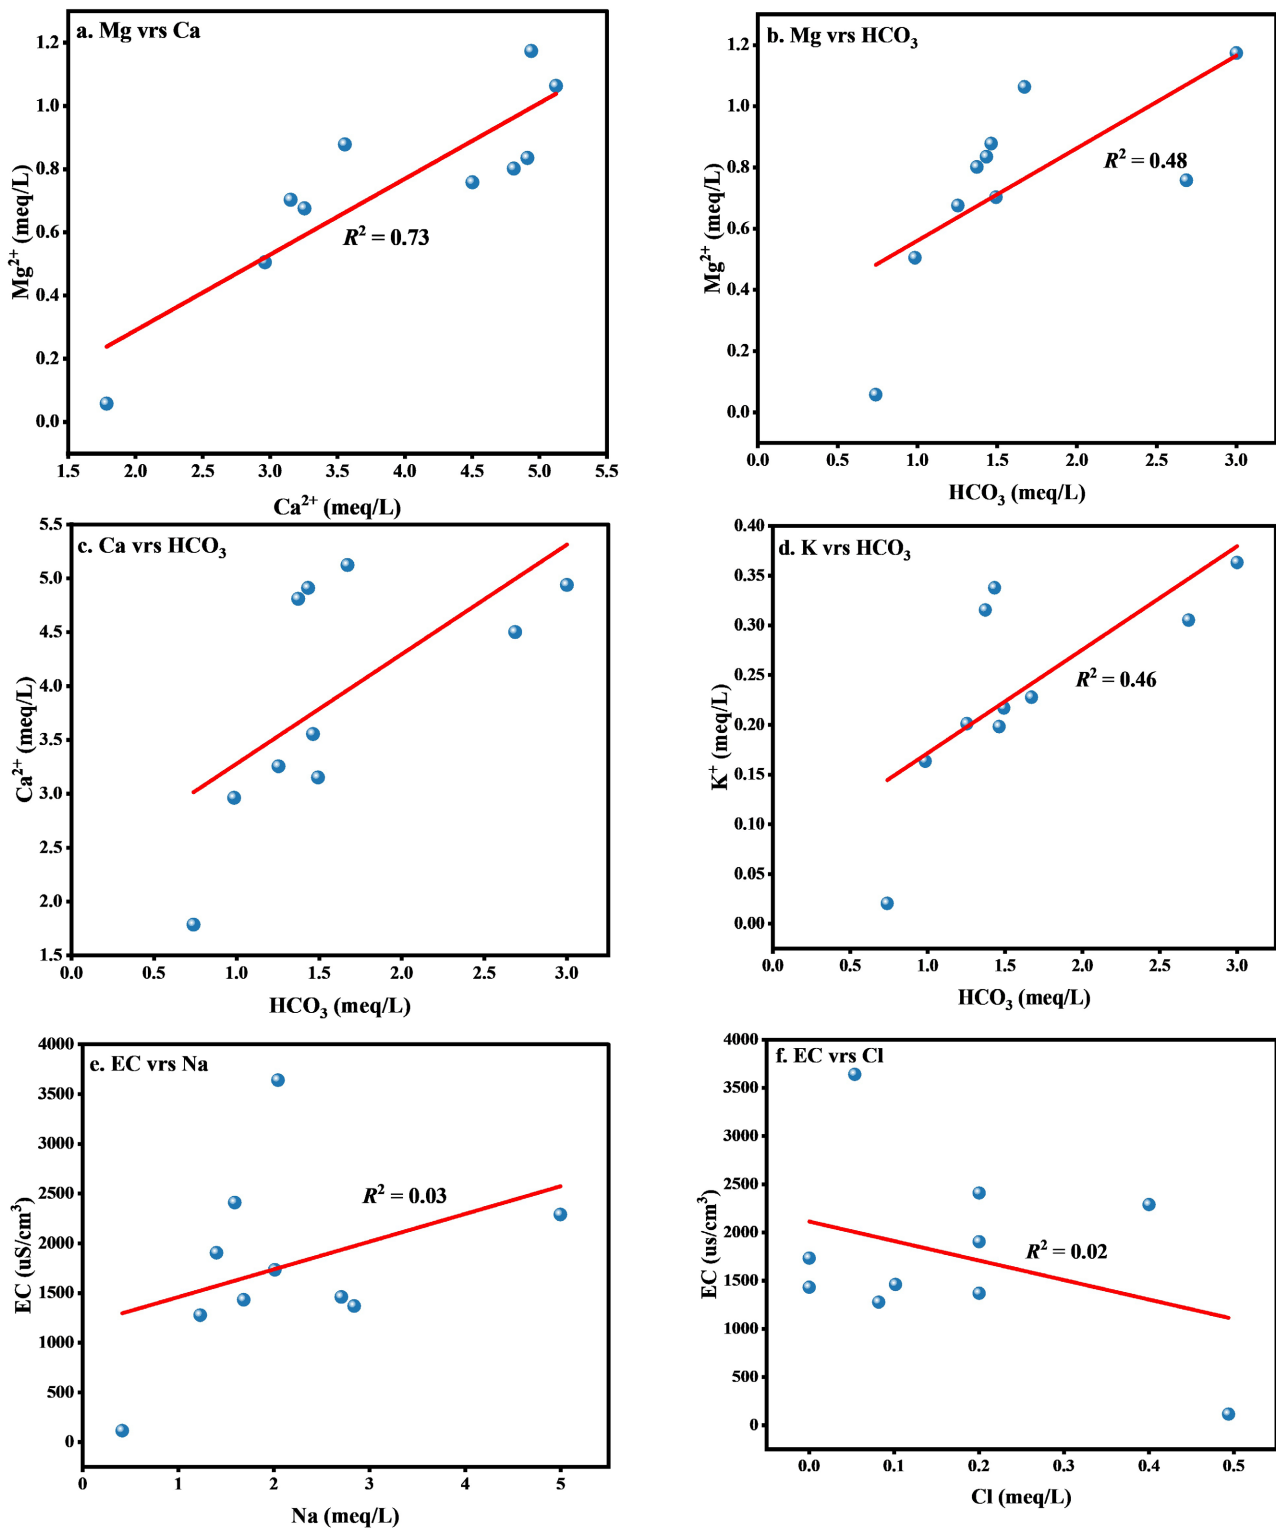 a. Mg vrs Ca
1.2
1.0
0.8
0.6
0.4
0.2
0.0
Mg²⁺ (meq/L)
R² = 0.73
1.5 2.0 2.5 3.0 3.5 4.0 4.5 5.0 5.5
Ca²⁺ (meq/L)
b. Mg vrs HCO₃
1.2
1.0
0.8
0.6
0.4
0.2
0.0
Mg²⁺ (meq/L)
R² = 0.48
0.0 0.5 1.0 1.5 2.0 2.5 3.0
HCO₃ (meq/L)
c. Ca vrs HCO₃
5.5
5.0
4.5
4.0
3.5
3.0
2.5
2.0
1.5
Ca²⁺ (meq/L)
0.0 0.5 1.0 1.5 2.0 2.5 3.0
HCO₃ (meq/L)
d. K vrs HCO₃
0.40
0.35
0.30
0.25
0.20
0.15
0.10
0.05
0.00
K⁺ (meq/L)
R² = 0.46
0.0 0.5 1.0 1.5 2.0 2.5 3.0
HCO₃ (meq/L)
e. EC vrs Na
4000
3500
3000
2500
2000
1500
1000
500
0
EC (uS/cm³)
R² = 0.03
0 1 2 3 4 5
Na (meq/L)
f. EC vrs Cl
4000
3500
3000
2500
2000
1500
1000
500
0
EC (us/cm³)
R² = 0.02
0.0 0.1 0.2 0.3 0.4 0.5
Cl (meq/L)